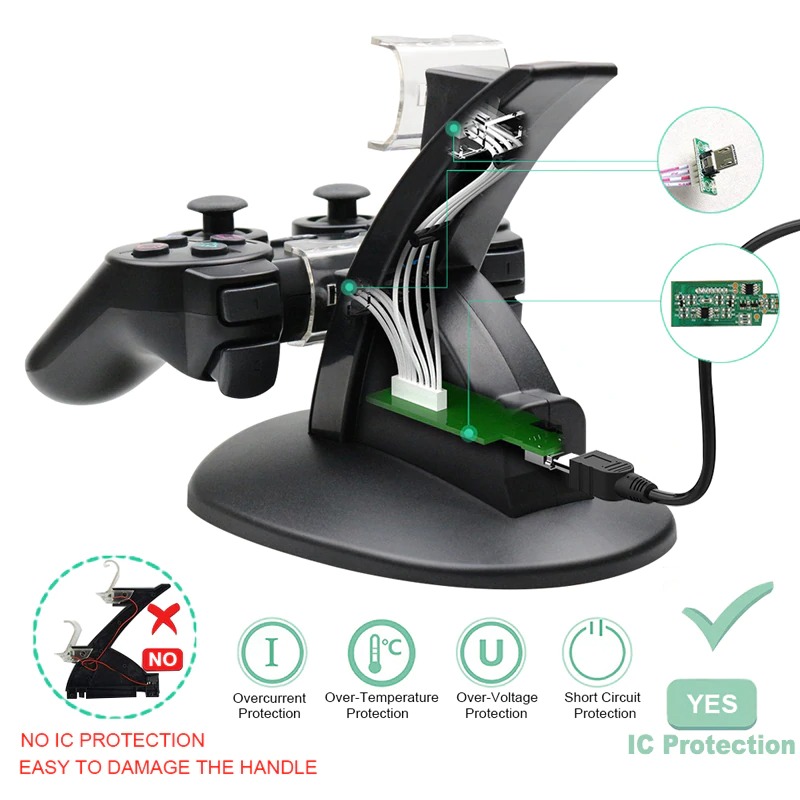 NO
NO IC PROTECTION
EASY TO DAMAGE THE HANDLE
I
Overcurrent
Protection
°C
Over-Temperature
Protection
U
Over-Voltage
Protection
Short Circuit
Protection
YES
IC Protection